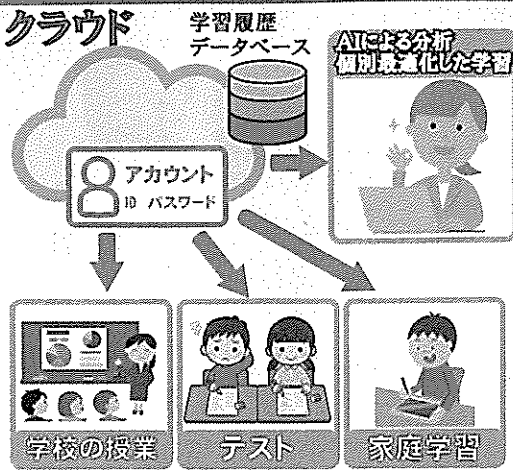 クラウド
学習履歴
データベース
AIによる分析
個別最適化した学習
アカウント
ID パスワード
学校の授業
テスト
家庭学習